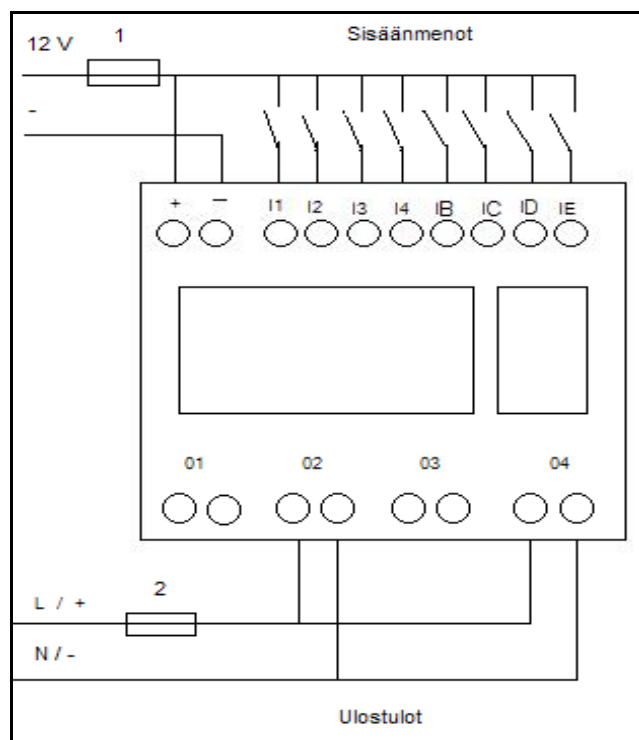 12 V 1 Sisäänmenot
-
+ - I1 I2 I3 I4 IB IC ID IE
01 02 03 04
L / + 2
N / -
Ulostulot